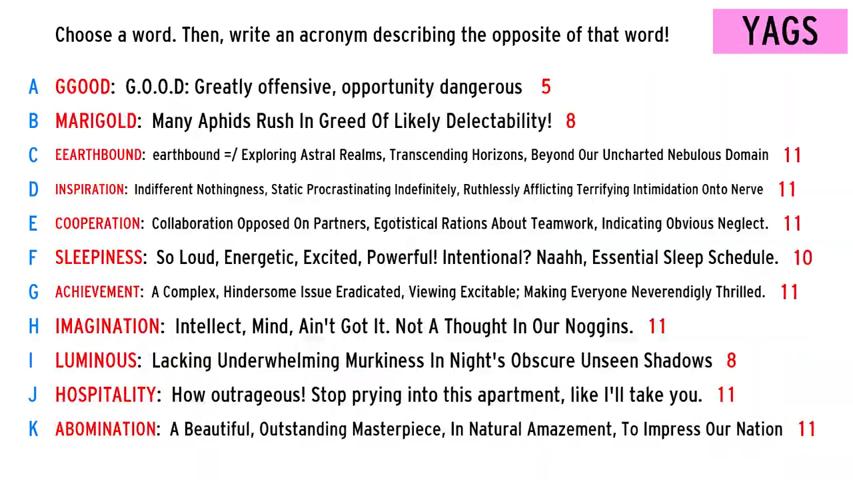 Choose a word. Then, write an acronym describing the opposite of that word!
YAGS
A GGOOD: G.O.O.D: Greatly offensive, opportunity dangerous 5
B MARIGOLD: Many Aphids Rush In Greed Of Likely Delectability! 8
C EEARTHBOUND: earthbound =/ Exploring Astral Realms, Transcending Horizons, Beyond Our Uncharted Nebulous Domain 11
D INSPIRATION: Indifferent Nothingness, Static Procrastinating Indefinitely, Ruthlessly Afflicting Terrifying Intimidation Onto Nerve 11
E COOPERATION: Collaboration Opposed On Partners, Egotistical Rations About Teamwork, Indicating Obvious Neglect. 11
F SLEEPINESS: So Loud, Energetic, Excited, Powerful! Intentional? Naahh, Essential Sleep Schedule. 10
G ACHIEVEMENT: A Complex, Hindersome Issue Eradicated, Viewing Excitable; Making Everyone Neverendigly Thrilled. 11
H IMAGINATION: Intellect, Mind, Ain't Got It. Not A Thought In Our Noggins. 11
I LUMINOUS: Lacking Underwhelming Murkiness In Night's Obscure Unseen Shadows 8
J HOSPITALITY: How outrageous! Stop prying into this apartment, like I'll take you. 11
K ABOMINATION: A Beautiful, Outstanding Masterpiece, In Natural Amazement, To Impress Our Nation 11